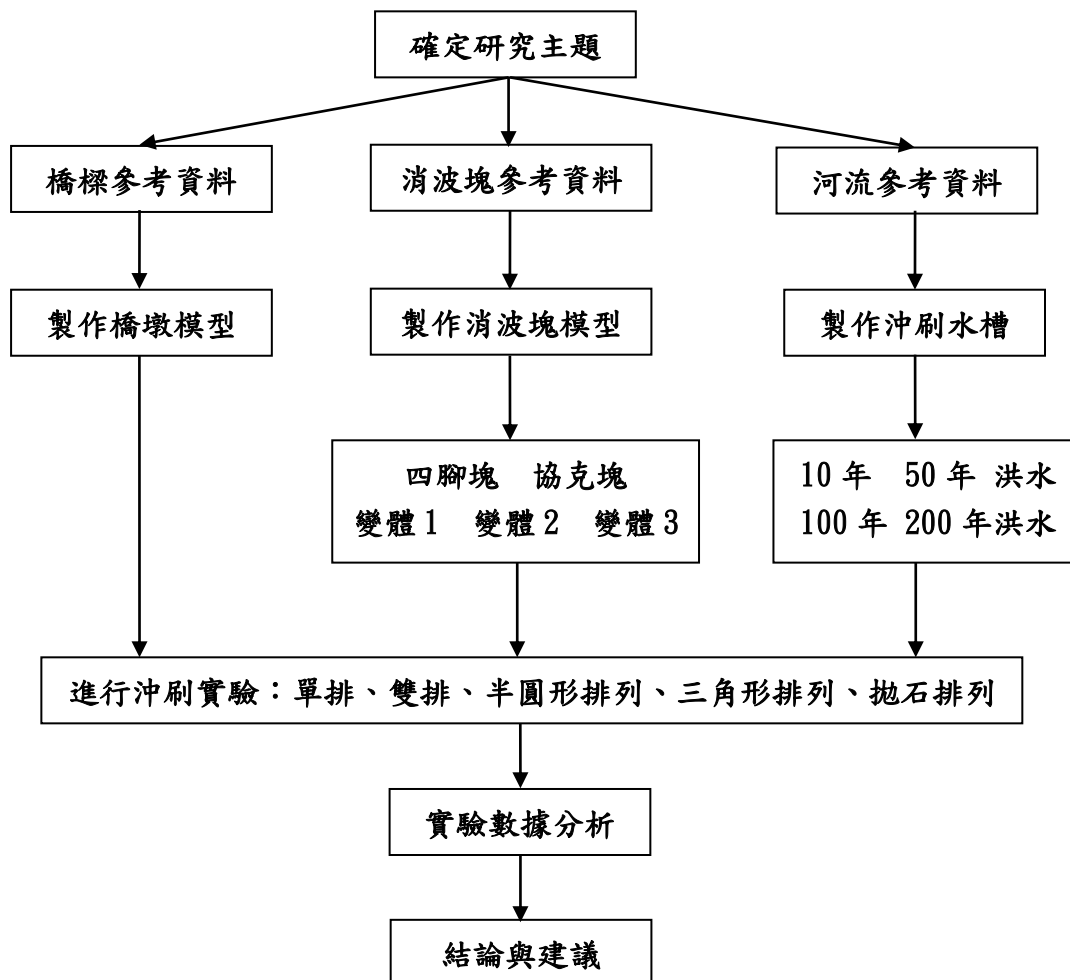 確定研究主題
橋樑參考資料
消波塊參考資料
河流參考資料
製作橋墩模型
製作消波塊模型
製作沖刷水槽
四腳塊 協克塊
變體1 變體2 變體3
10年 50年 洪水
100年 200年洪水
進行沖刷實驗：單排、雙排、半圓形排列、三角形排列、拋石排列
實驗數據分析
結論與建議